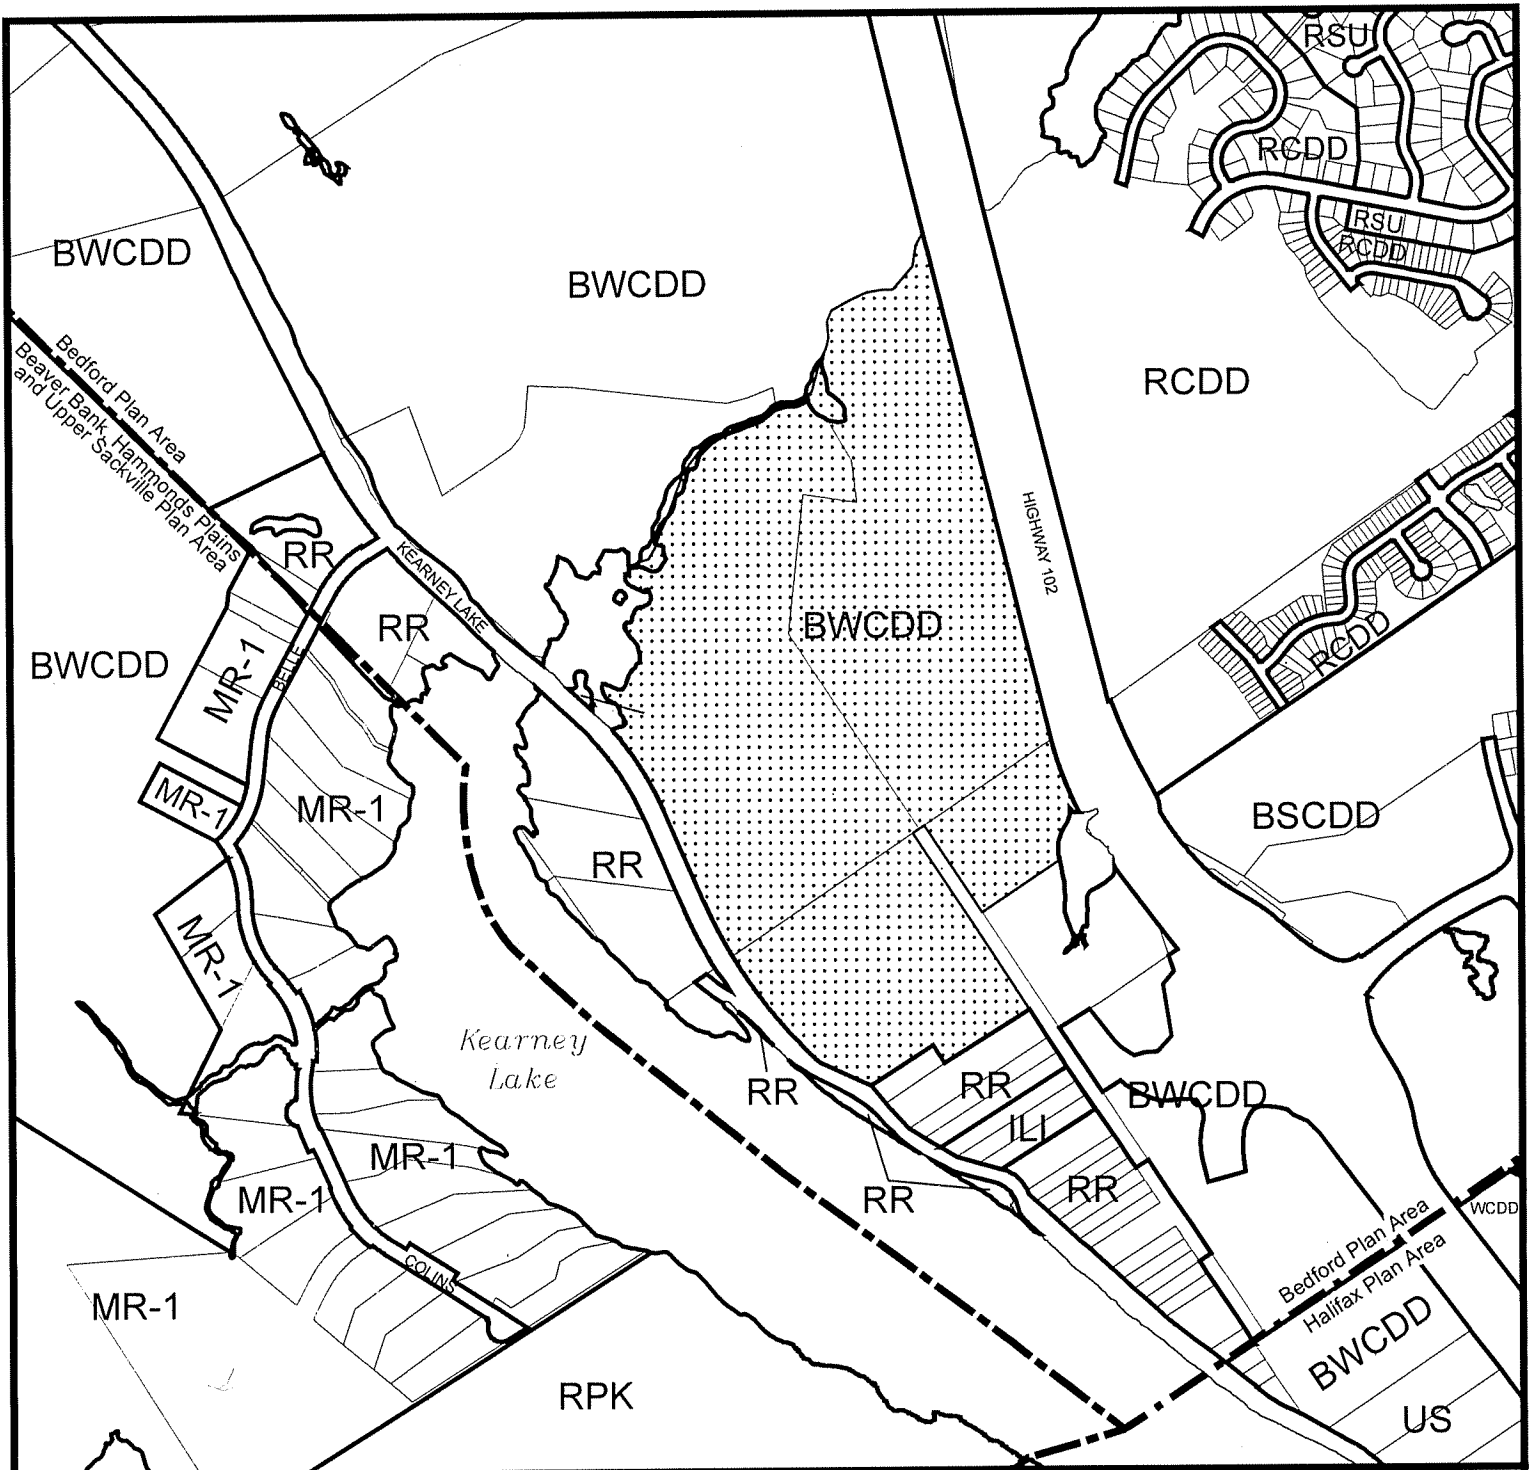 RSU
RCDD
RSU
RCDD
BWCDD
BWCDD
RCDD
Bedford Plan Area
Beaver Bank, Hammonds Plains
and Upper Sackville Plan Area
HIGHWAY 102
RR
KEARNEY LAKE
RR
BWCDD
RCDD
BWCDD
MR-1
BELLE
MR-1
MR-1
BSCDD
RR
MR-1
Kearney
Lake
RR
RR
BWCDD
ILI
MR-1
RR
MR-1
RR
WCDD
Bedford Plan Area
Halifax Plan Area
COLINS
MR-1
BWCDD
RPK
US